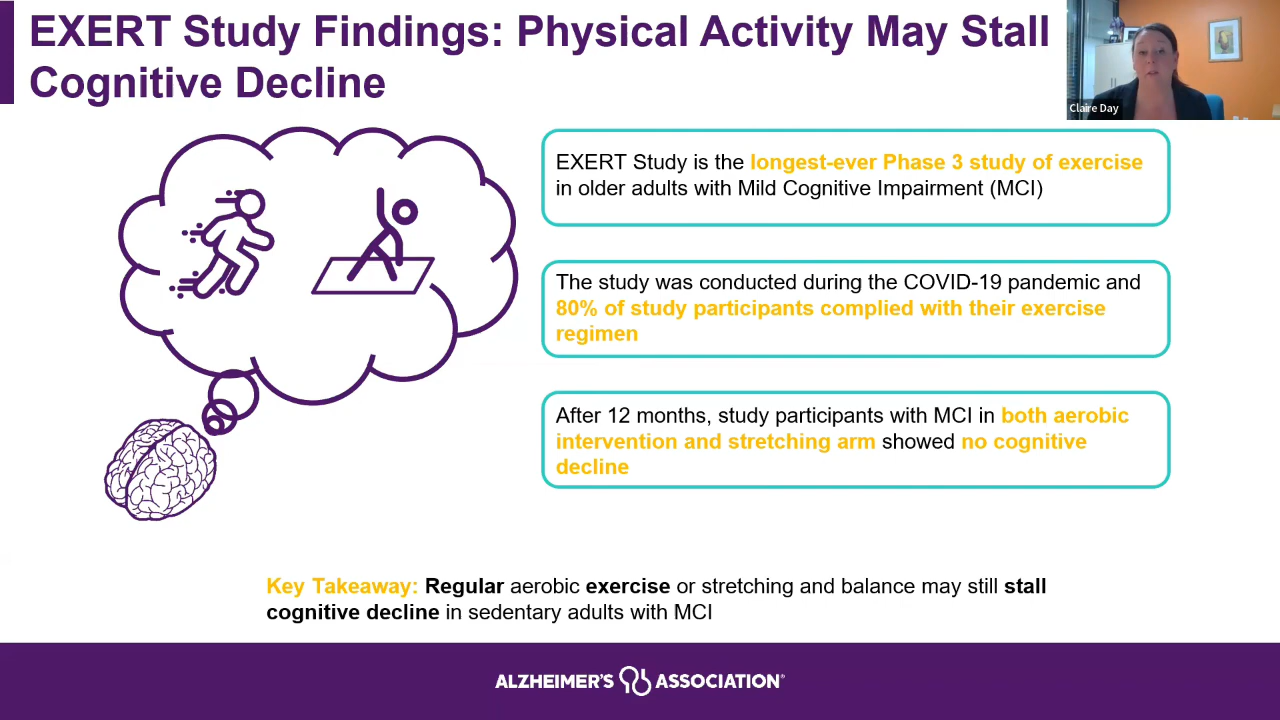 EXERT Study Findings: Physical Activity May Stall
Cognitive Decline
Claire Day
EXERT Study is the longest-ever Phase 3 study of exercise
in older adults with Mild Cognitive Impairment (MCI)
The study was conducted during the COVID-19 pandemic and
80% of study participants complied with their exercise
regimen
After 12 months, study participants with MCI in both aerobic
intervention and stretching arm showed no cognitive
decline
Key Takeaway: Regular aerobic exercise or stretching and balance may still stall
cognitive decline in sedentary adults with MCI
ALZHEIMER'S ASSOCIATION®